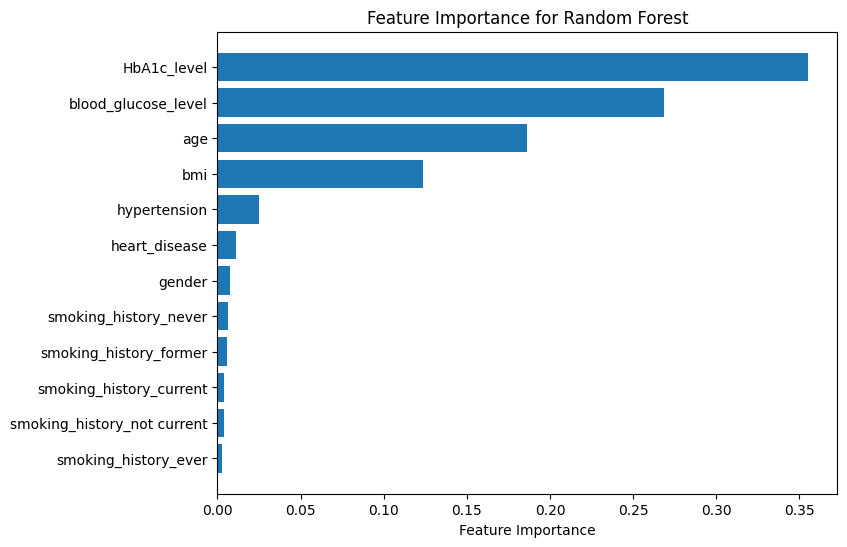 Feature Importance for Random Forest
HbA1c_level
blood_glucose_level
age
bmi
hypertension
heart_disease
gender
smoking_history_never
smoking_history_former
smoking_history_current
smoking_history_not current
smoking_history_ever
0.00 0.05 0.10 0.15 0.20 0.25 0.30 0.35
Feature Importance